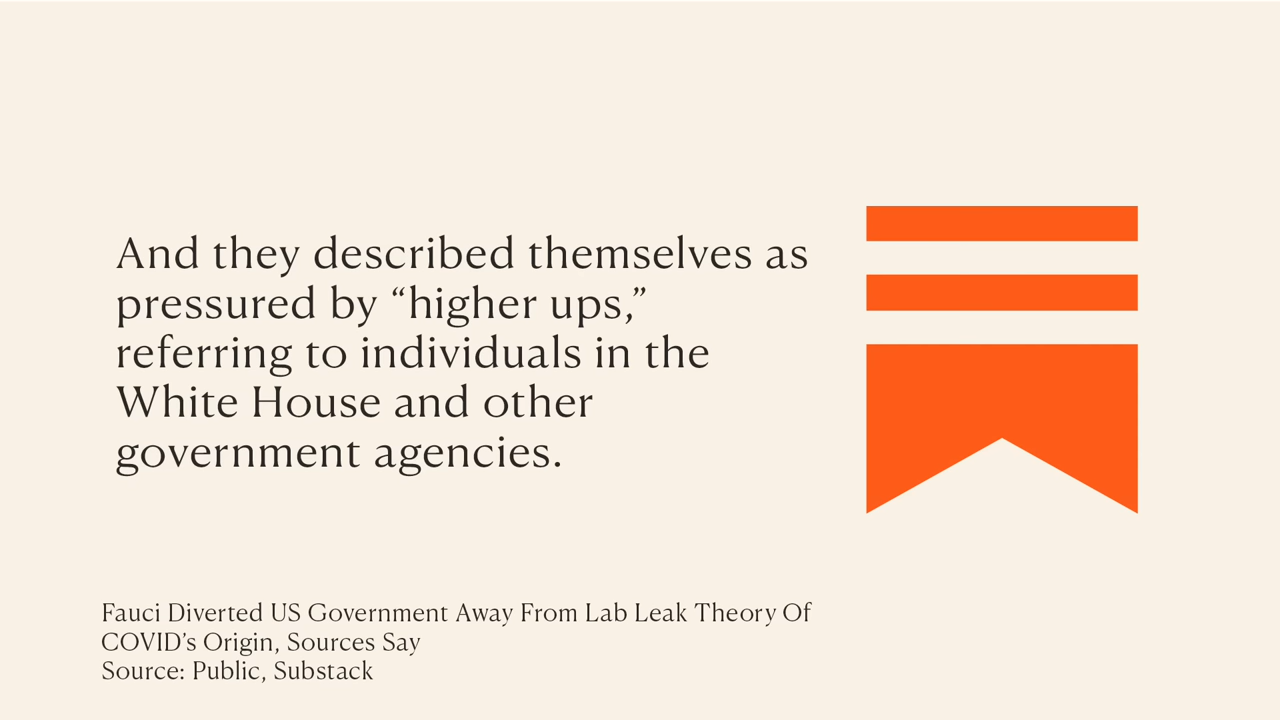 And they described themselves as
pressured by “higher ups,”
referring to individuals in the
White House and other
government agencies.
Fauci Diverted US Government Away From Lab Leak Theory Of
COVID’s Origin, Sources Say
Source: Public, Substack